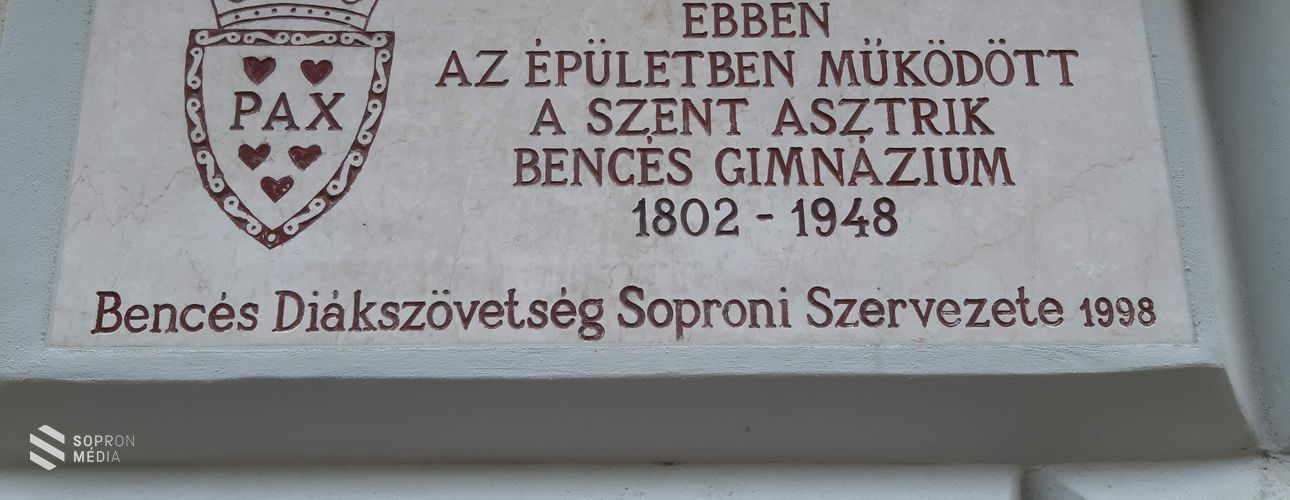 PAX
EBBEN
AZ ÉPÜLETBEN MŰKÖDÖTT
A SZENT ASZTRIK
BENCÉS GIMNÁZIUM
1802 - 1948
Bencés Diákszövetség Soproni Szervezete 1998
SOPRON
MÉDIA